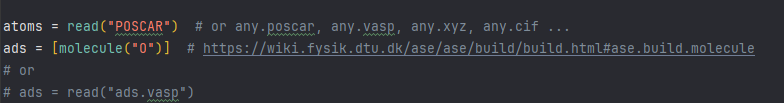 atoms = read("POSCAR")  # or any.poscar, any.vasp, any.xyz, any.cif ...
ads = [molecule("O")]  # https://wiki.fysik.dtu.dk/ase/ase/build/build.html#ase.build.molecule
# or
# ads = read("ads.vasp")